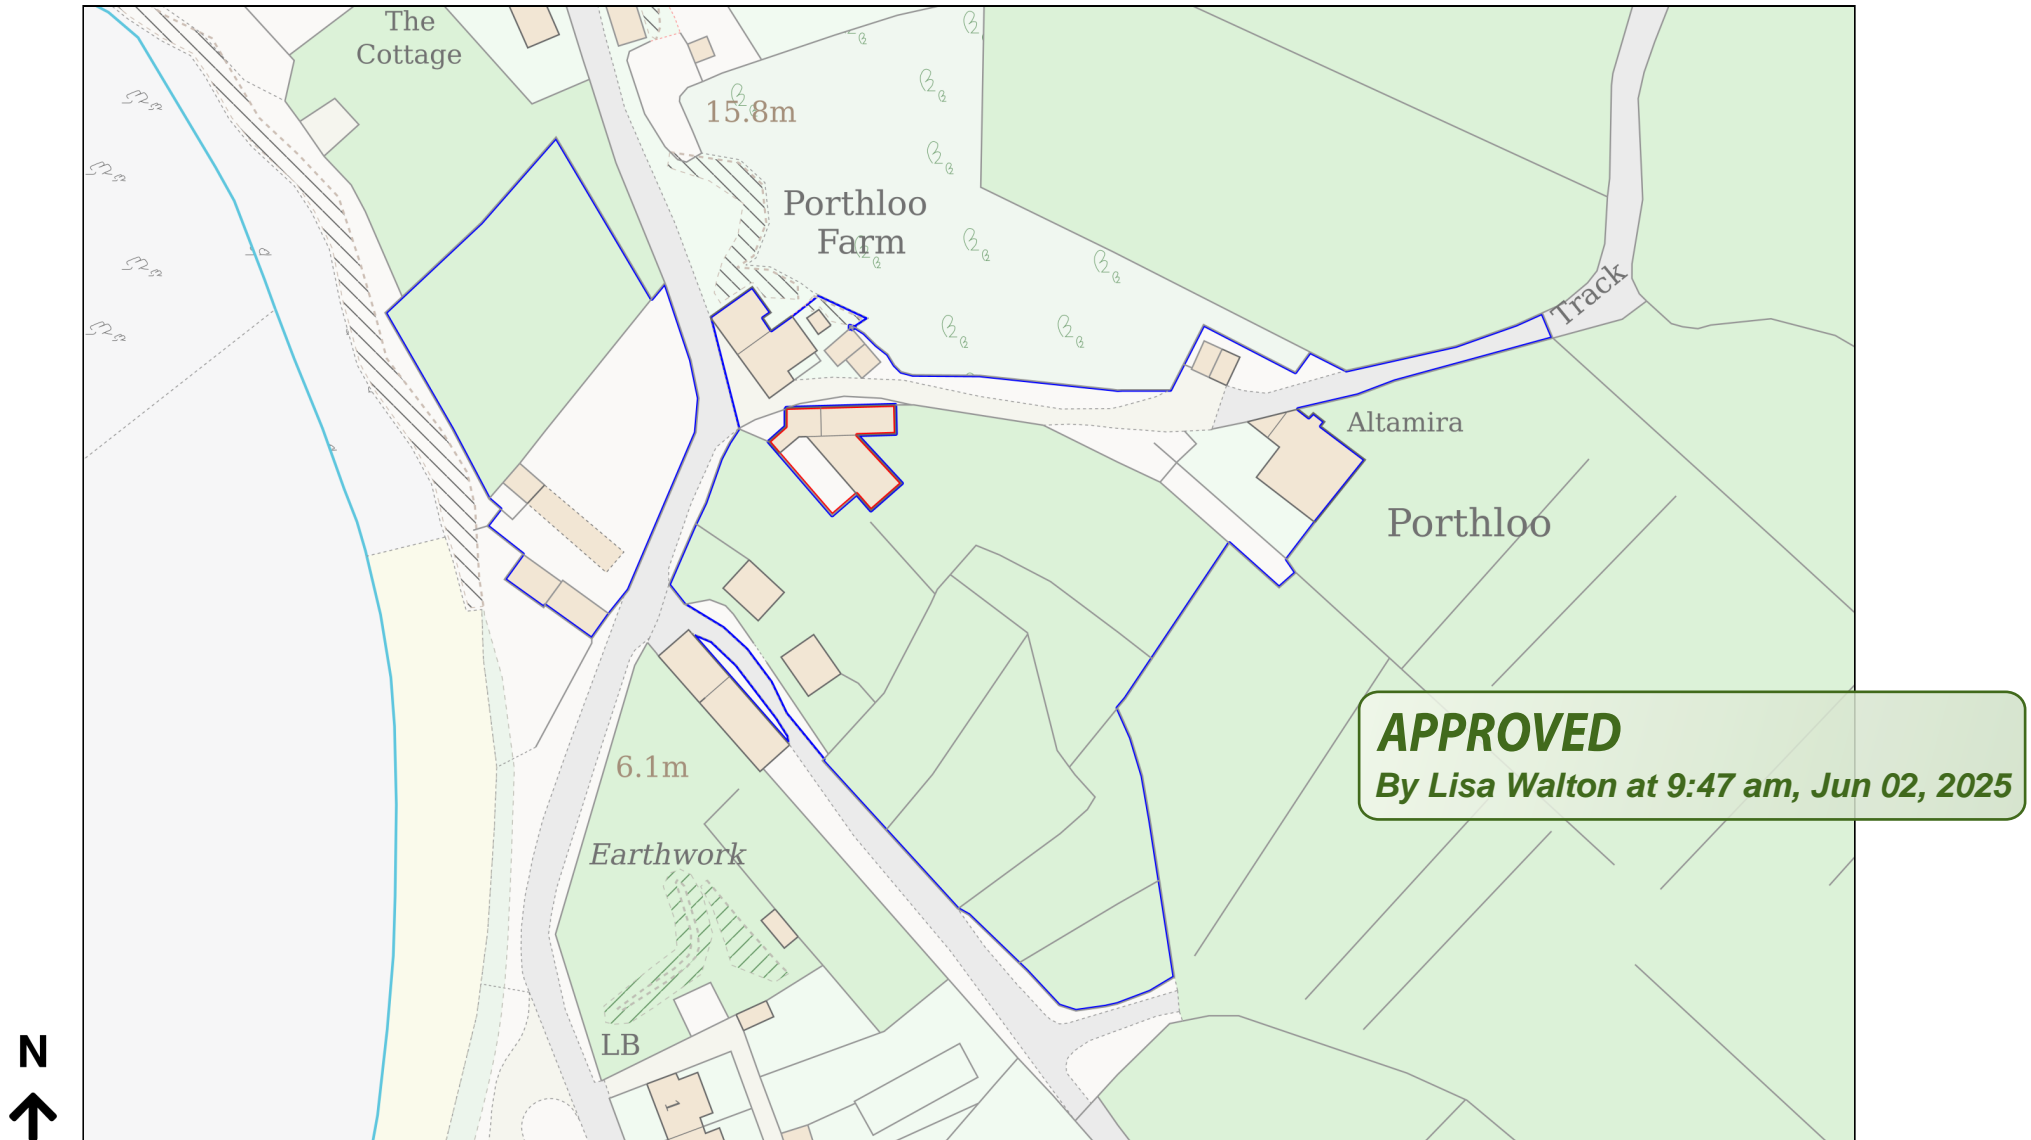 The
Cottage
15.8m
Porthloo
Farm
Track
Altamira
Porthloo
APPROVED
By Lisa Walton at 9:47 am, Jun 02, 2025
6.1m
Earthwork
LB
N
1